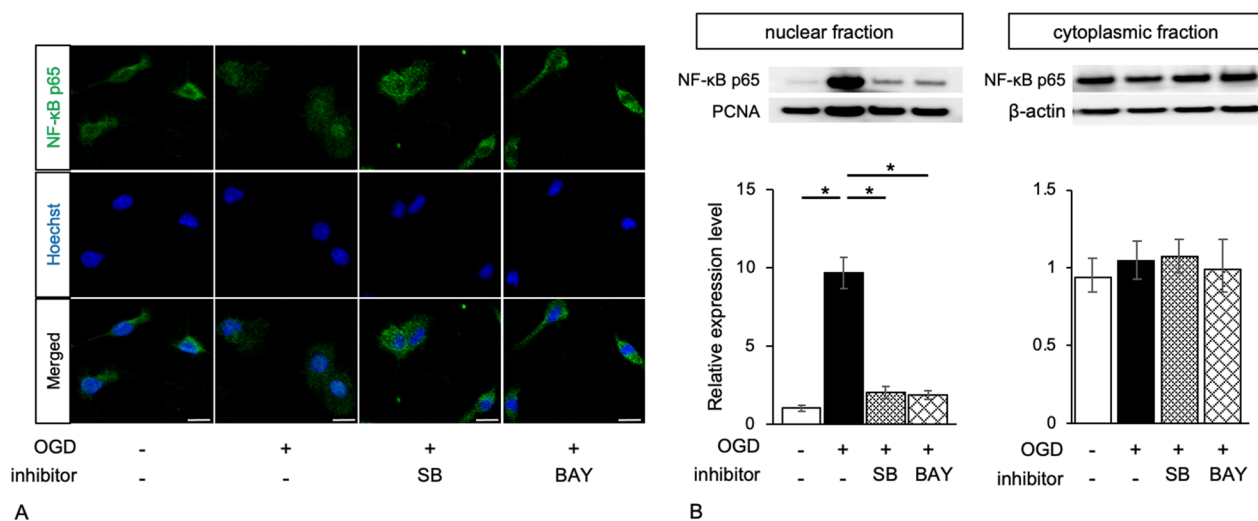 NF-κB p65
Hoechst
Merged
OGD - + + +
inhibitor - - SB BAY
A
nuclear fraction
NF-κB p65
PCNA
Relative expression level
15
10
5
0
* * *
OGD - + + +
inhibitor - - SB BAY
cytoplasmic fraction
NF-κB p65
β-actin
1.5
1
0.5
0
OGD - + + +
inhibitor - - SB BAY
B